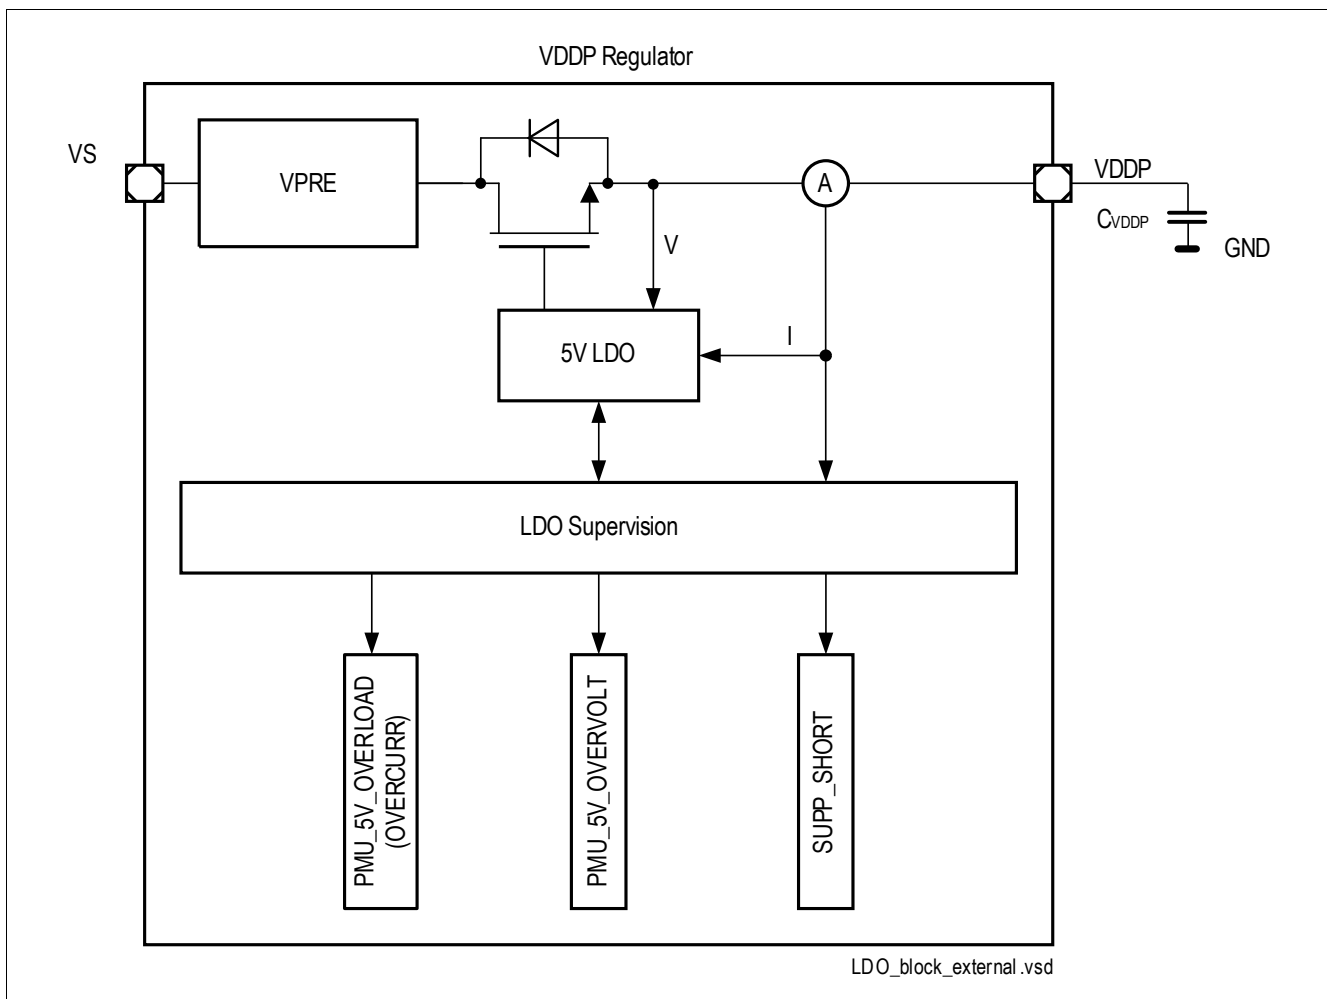 VDDP Regulator
VS
VPRE
A
VDDP
CVDDP
GND
V
I
5V LDO
LDO Supervision
PMU_5V_OVERLOAD
(OVERCURR)
PMU_5V_OVERVOLT
SUPP_SHORT
LDO_block_external.vsd